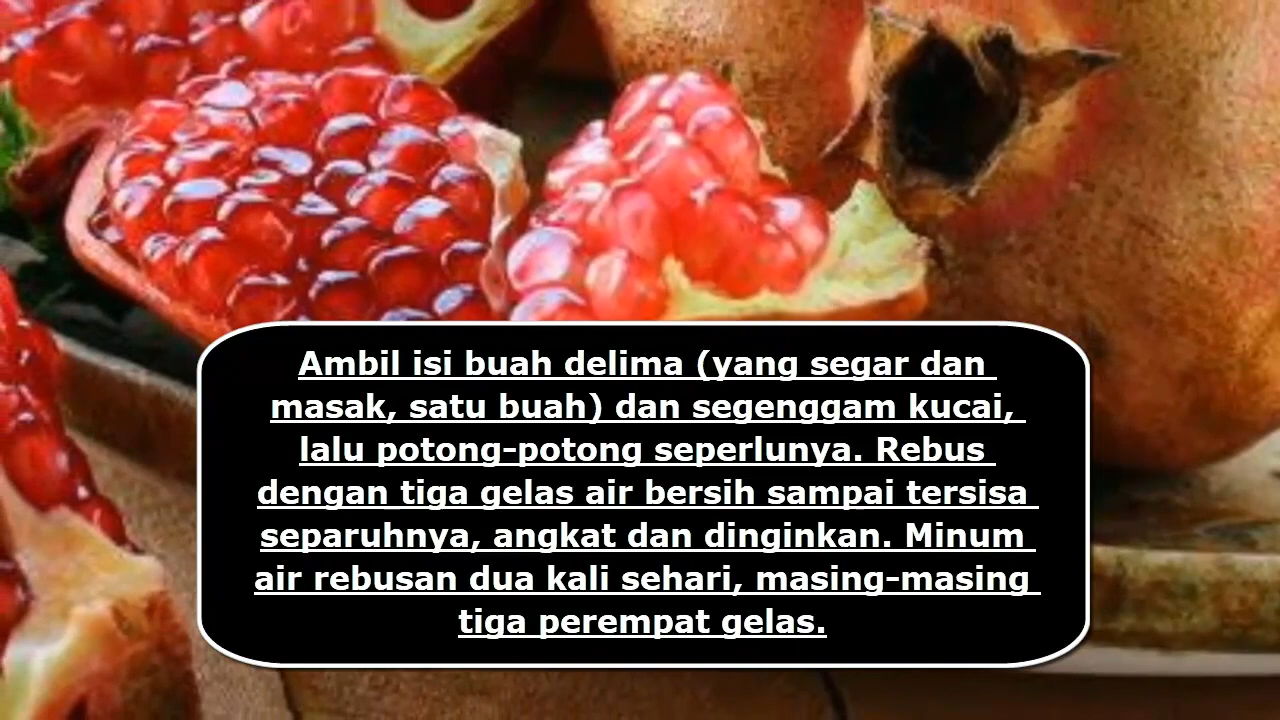 Ambil isi buah delima (yang segar dan
masak, satu buah) dan segenggam kucai,
lalu potong-potong seperlunya. Rebus
dengan tiga gelas air bersih sampai tersisa
separuhnya, angkat dan dinginkan. Minum
air rebusan dua kali sehari, masing-masing
tiga perempat gelas.